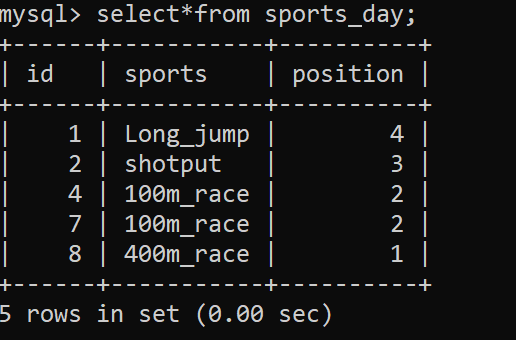 mysql> select*from sports_day;
+------+-----------+----------+
| id   | sports    | position |
+------+-----------+----------+
|    1 | Long_jump |        4 |
|    2 | shotput   |        3 |
|    4 | 100m_race |        2 |
|    7 | 100m_race |        2 |
|    8 | 400m_race |        1 |
+------+-----------+----------+
5 rows in set (0.00 sec)